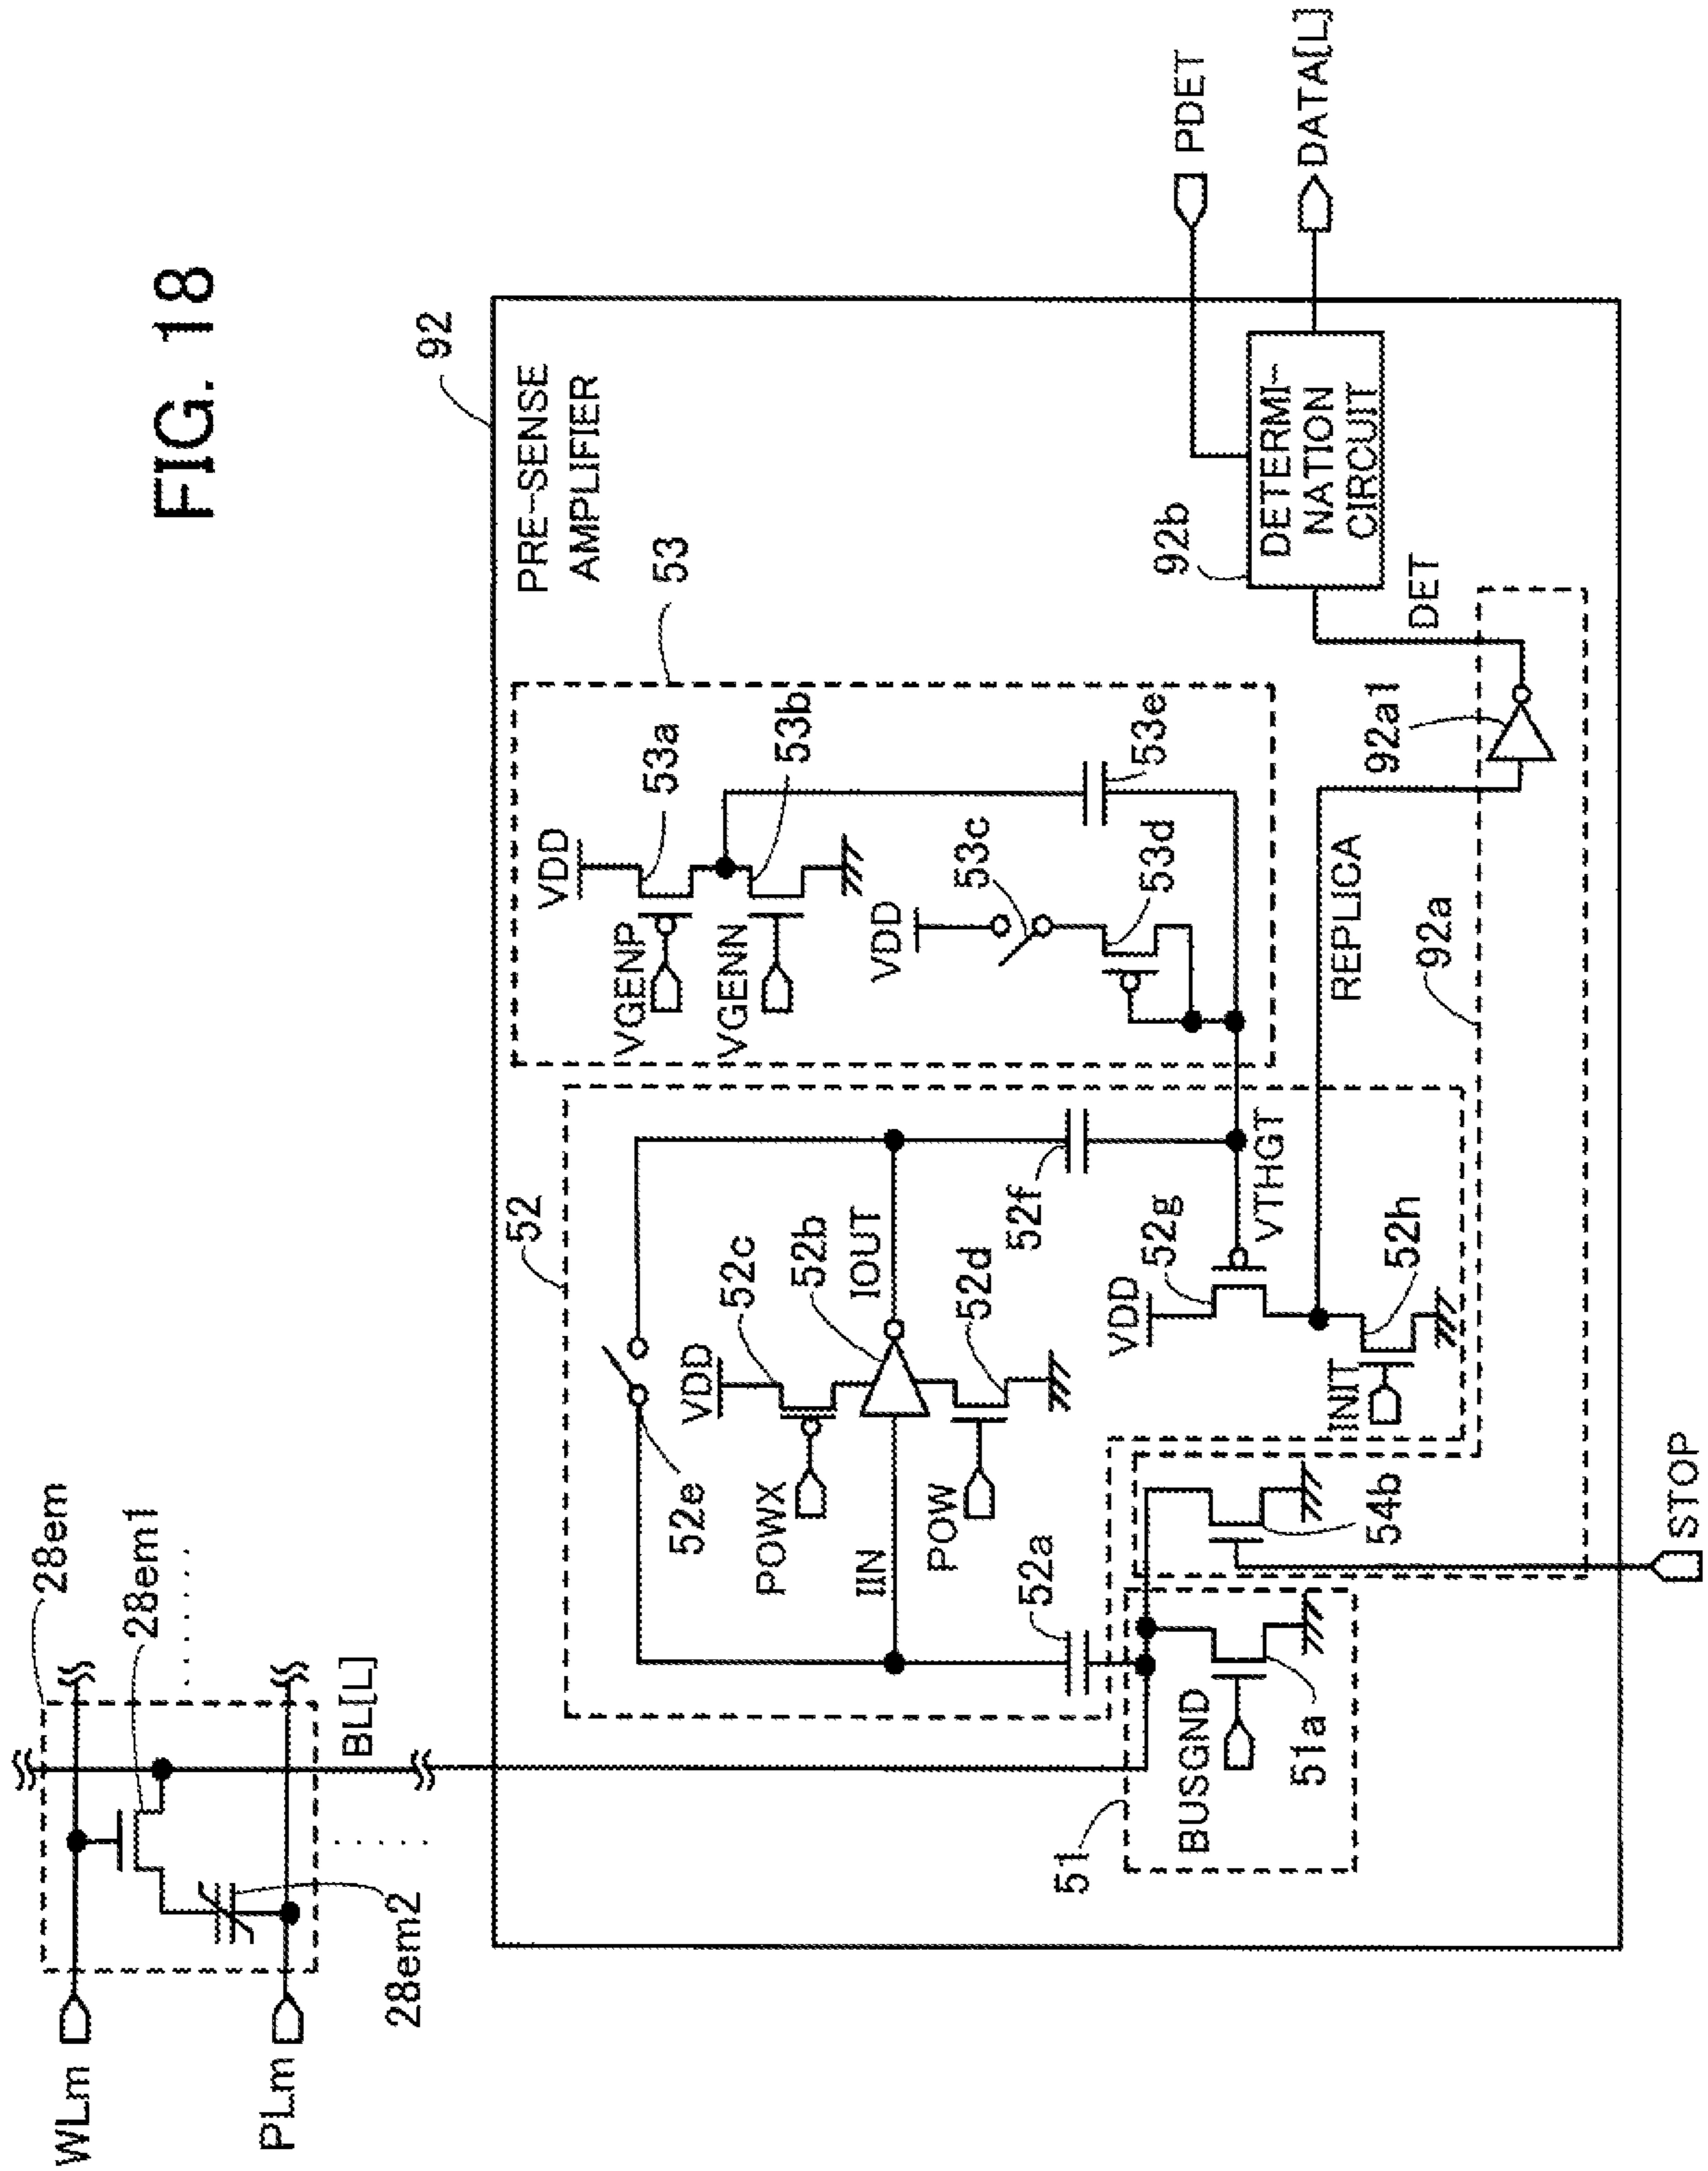 FIG. 18
WLm
PLm
28em
28em1
28em2
BL[L]
92
PRE-SENSE
AMPLIFIER
52
52e
VDD
52c
52b
POWX
IIN
IOUT
POW
52d
52a
52f
VDD
52g
VTHGT
INIT
52h
53
VDD
53a
VGENP
53b
VGENN
VDD
53c
53d
53e
51
BUSGND
51a
54b
STOP
REPLICA
92a
92a1
DET
92b
DETERMI-
NATION
CIRCUIT
PDET
DATA[L]